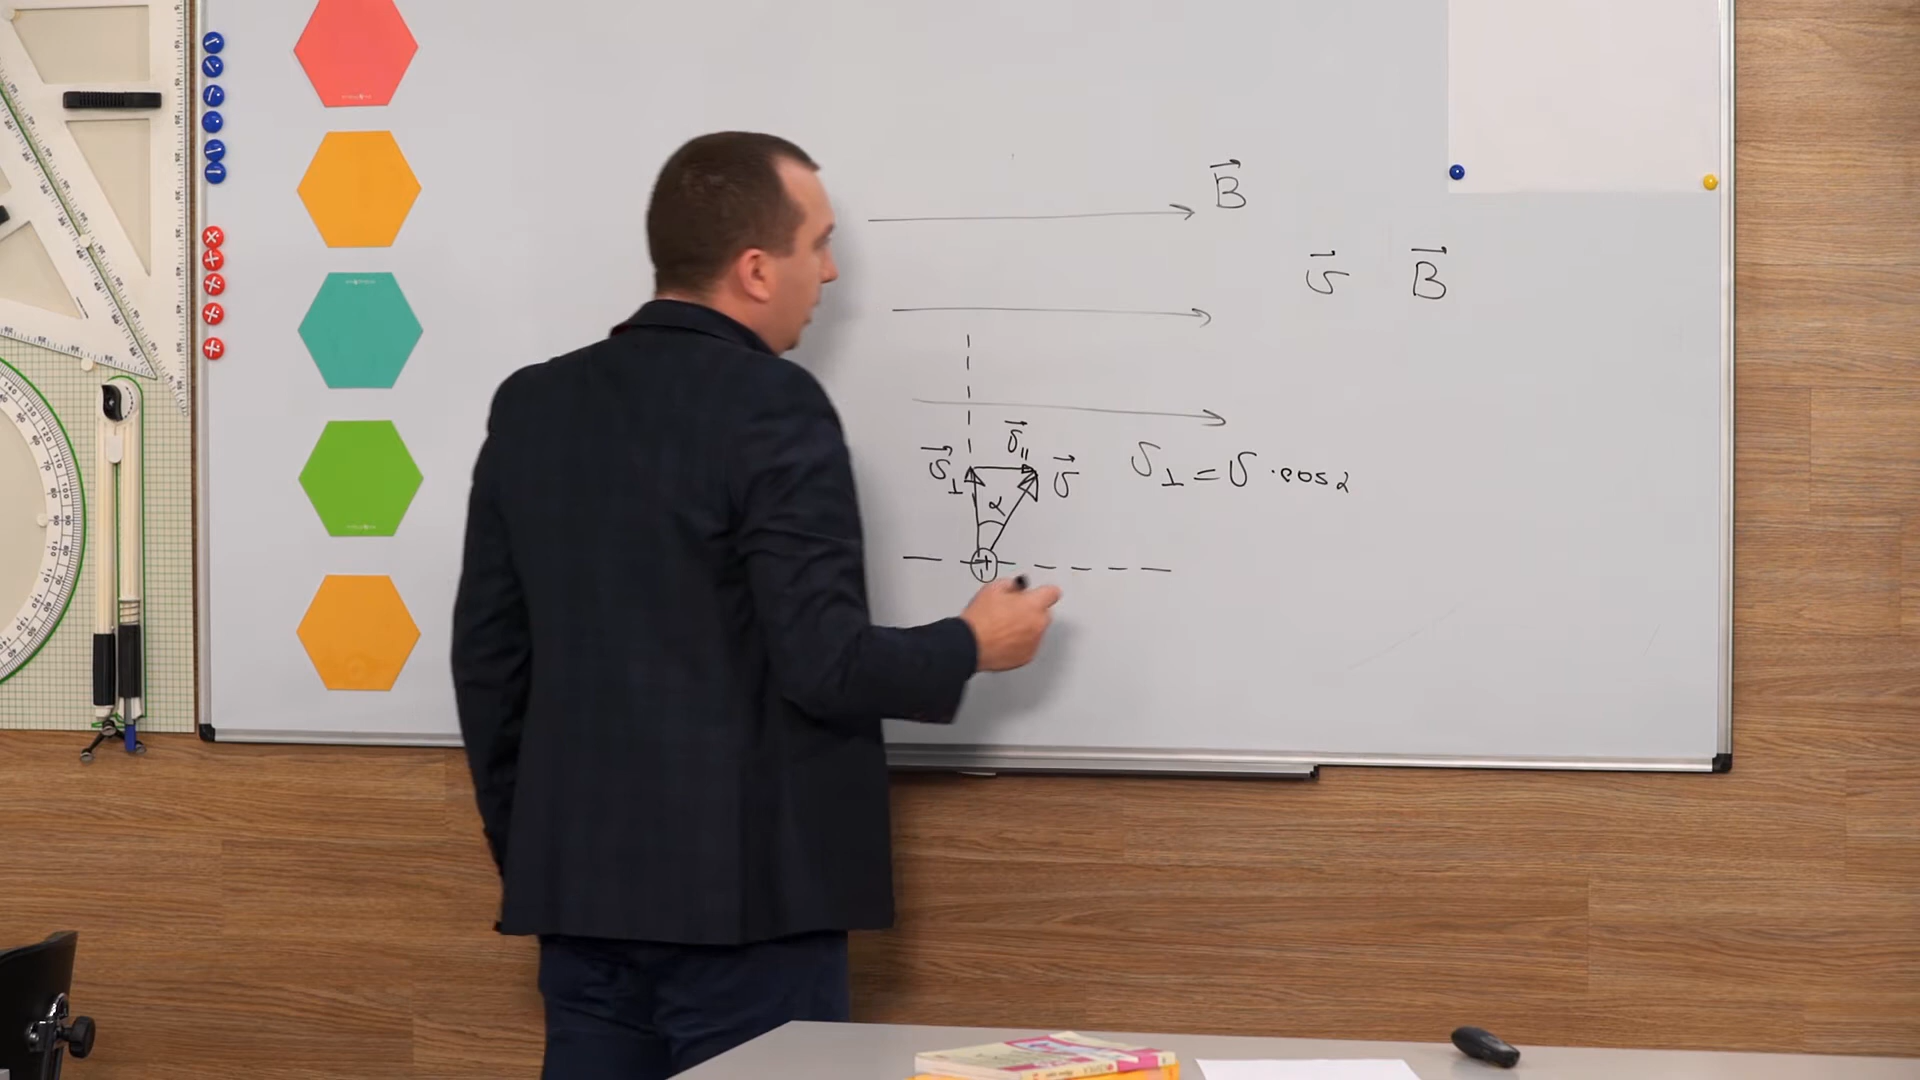 B⃗
υ⃗ B⃗
υ⃗∥
υ⃗⊥ υ⃗ υ⊥ = υ · cos α
α
+